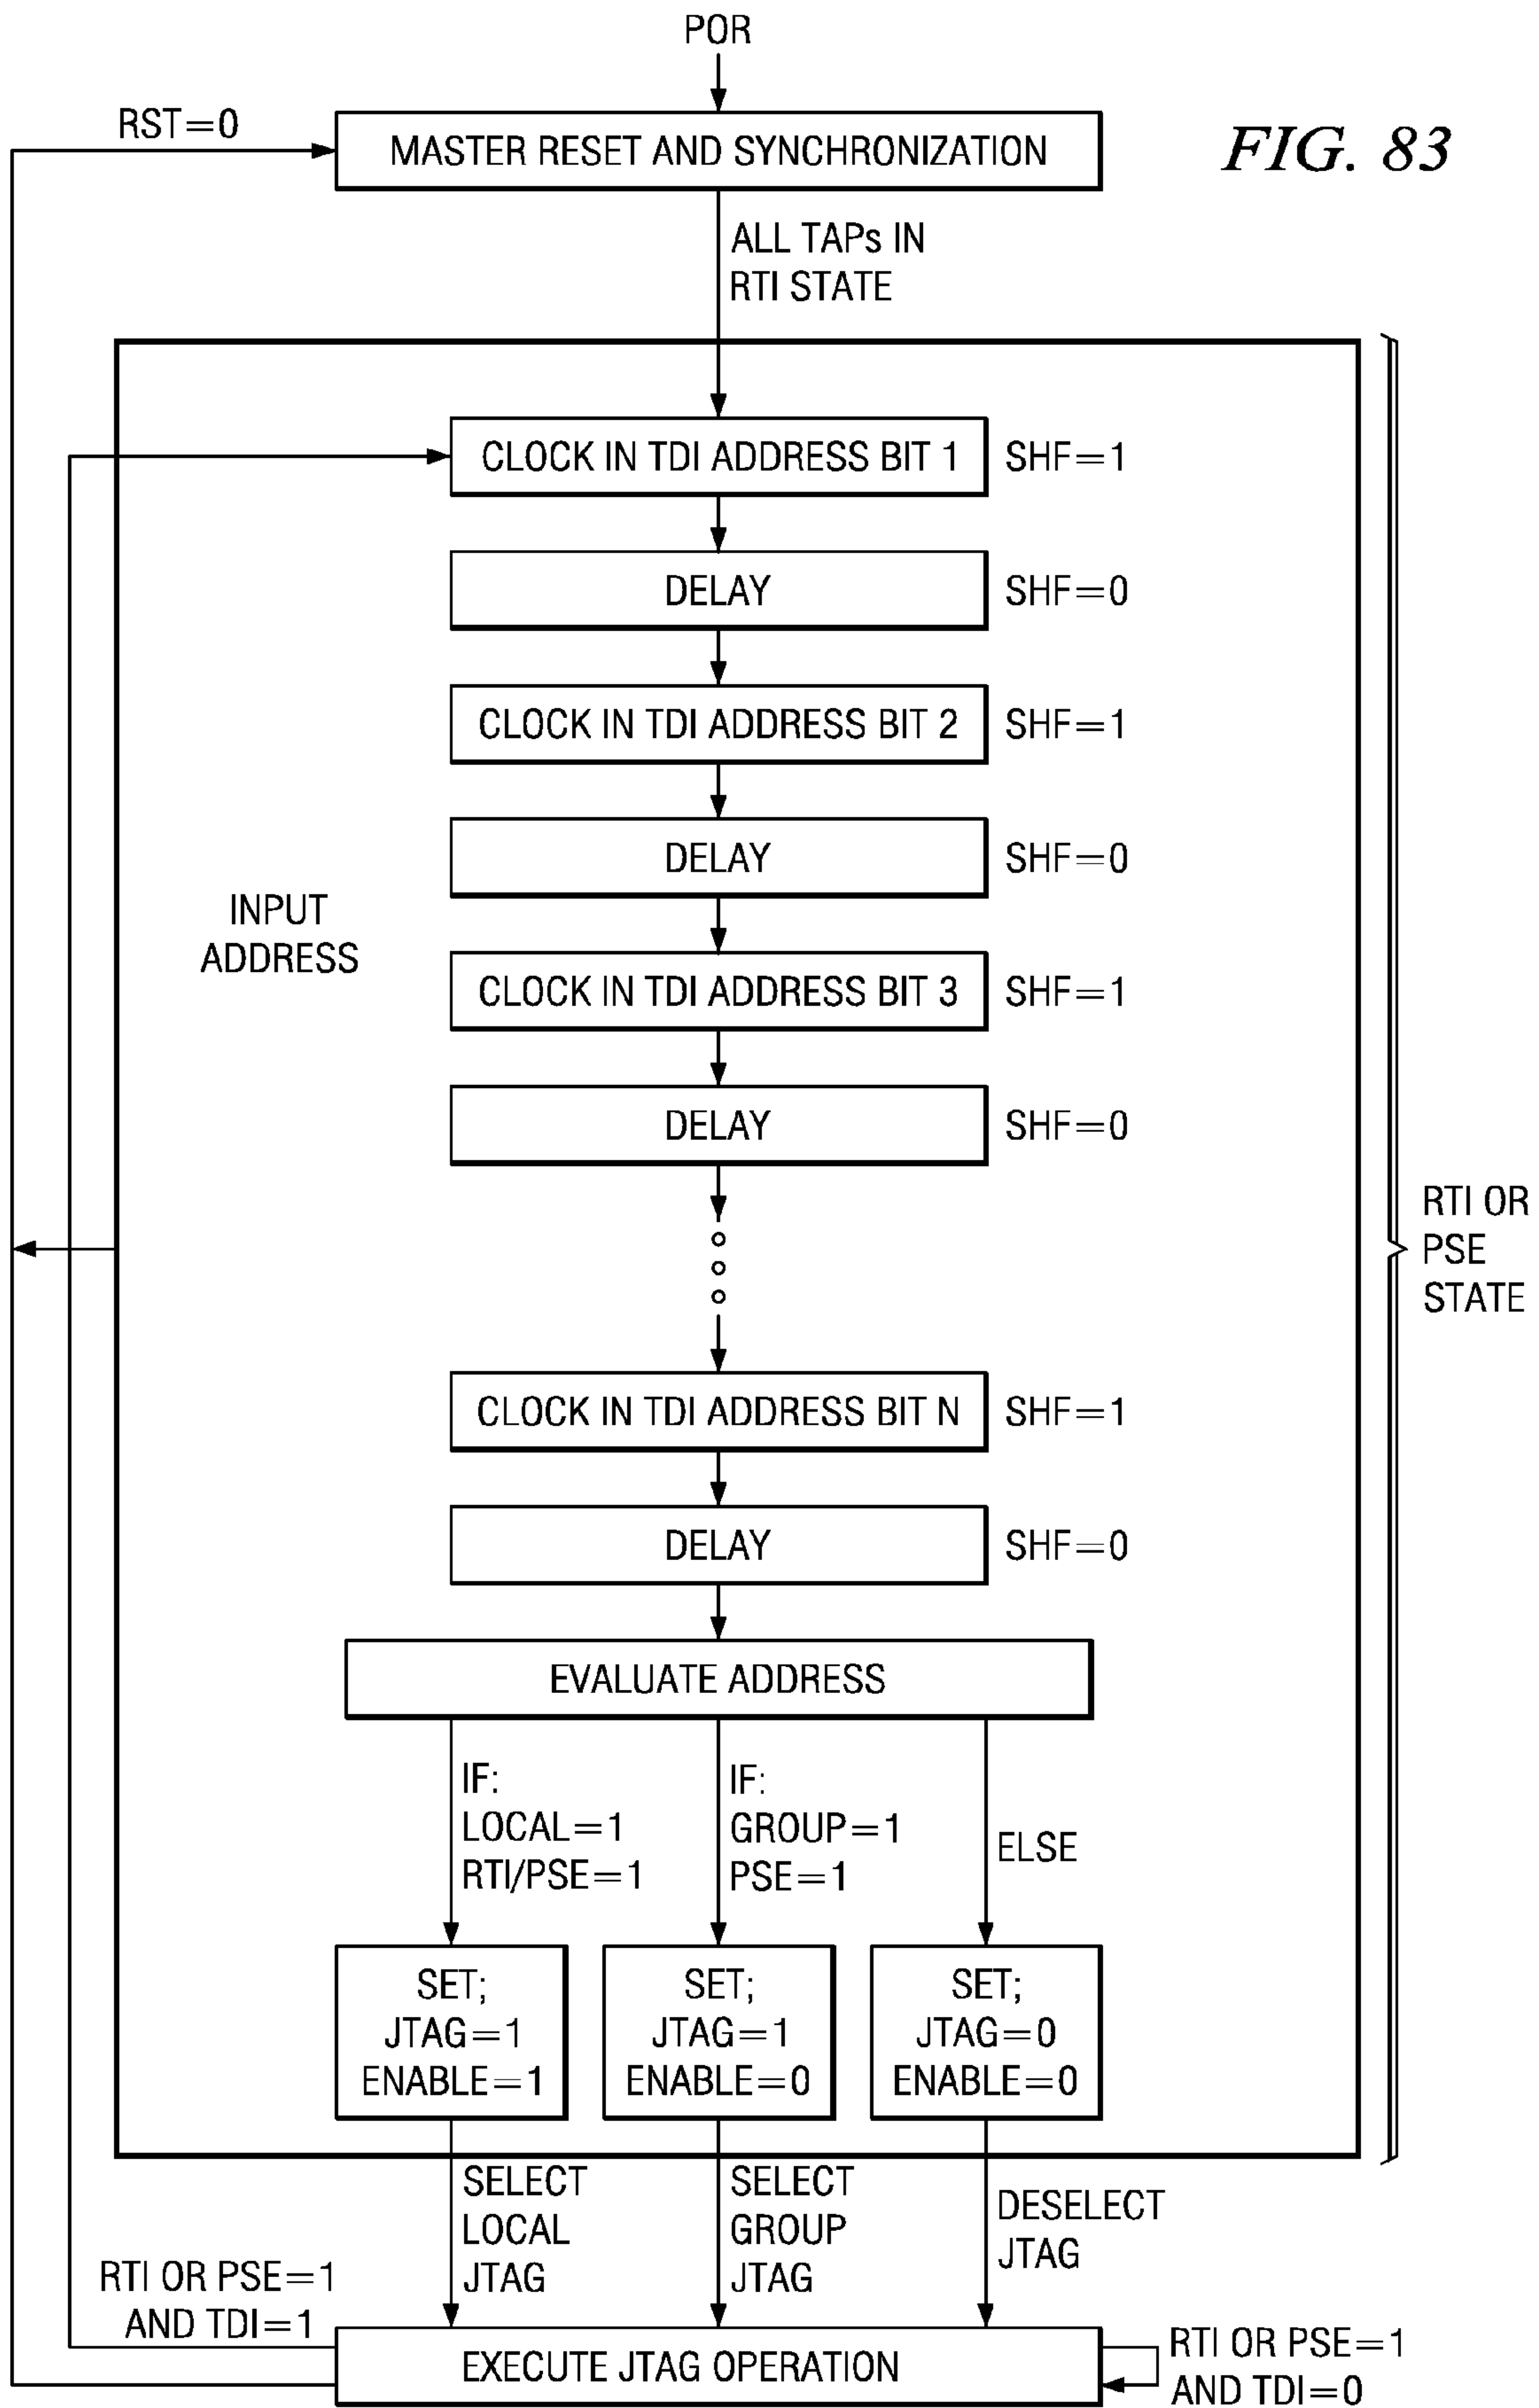 POR
RST=0
MASTER RESET AND SYNCHRONIZATION
FIG. 83
ALL TAPs IN
RTI STATE
CLOCK IN TDI ADDRESS BIT 1
SHF=1
DELAY
SHF=0
CLOCK IN TDI ADDRESS BIT 2
SHF=1
DELAY
SHF=0
INPUT
ADDRESS
CLOCK IN TDI ADDRESS BIT 3
SHF=1
DELAY
SHF=0
RTI OR
PSE
STATE
CLOCK IN TDI ADDRESS BIT N
SHF=1
DELAY
SHF=0
EVALUATE ADDRESS
IF:
LOCAL=1
RTI/PSE=1
IF:
GROUP=1
PSE=1
ELSE
SET;
JTAG=1
ENABLE=1
SET;
JTAG=1
ENABLE=0
SET;
JTAG=0
ENABLE=0
SELECT
LOCAL
JTAG
SELECT
GROUP
JTAG
DESELECT
JTAG
RTI OR PSE=1
AND TDI=1
EXECUTE JTAG OPERATION
RTI OR PSE=1
AND TDI=0